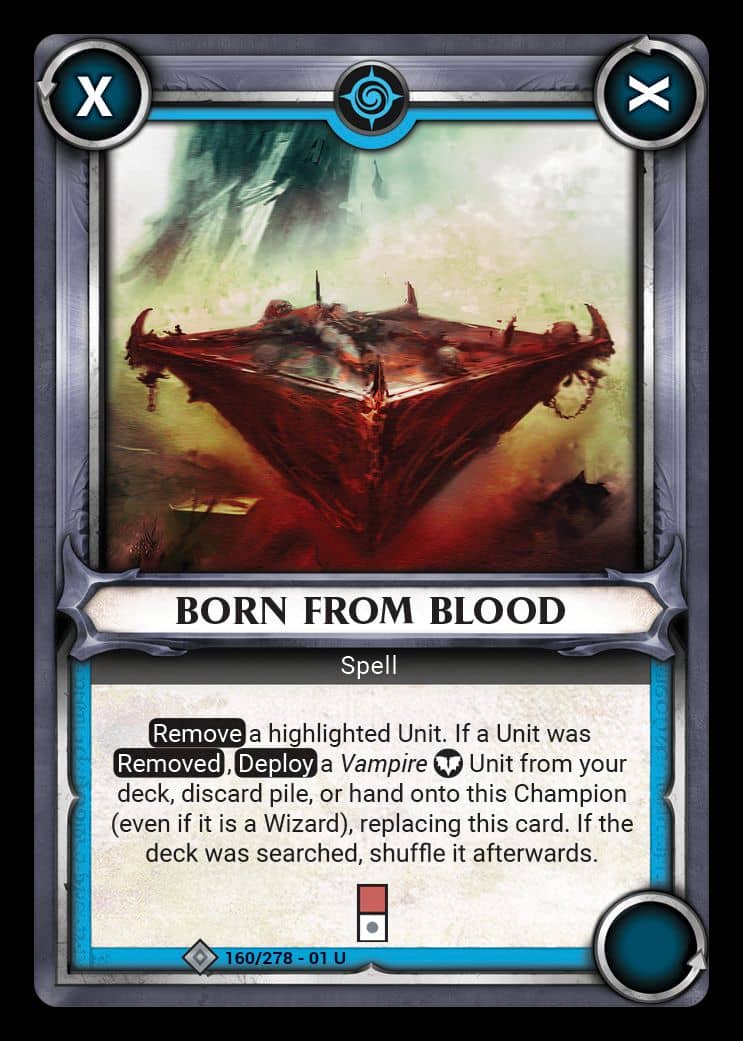 X
X
BORN FROM BLOOD
Spell
Remove a highlighted Unit. If a Unit was
Removed, Deploy a Vampire Unit from your
deck, discard pile, or hand onto this Champion
(even if it is a Wizard), replacing this card. If the
deck was searched, shuffle it afterwards.
160/278 - 01 U